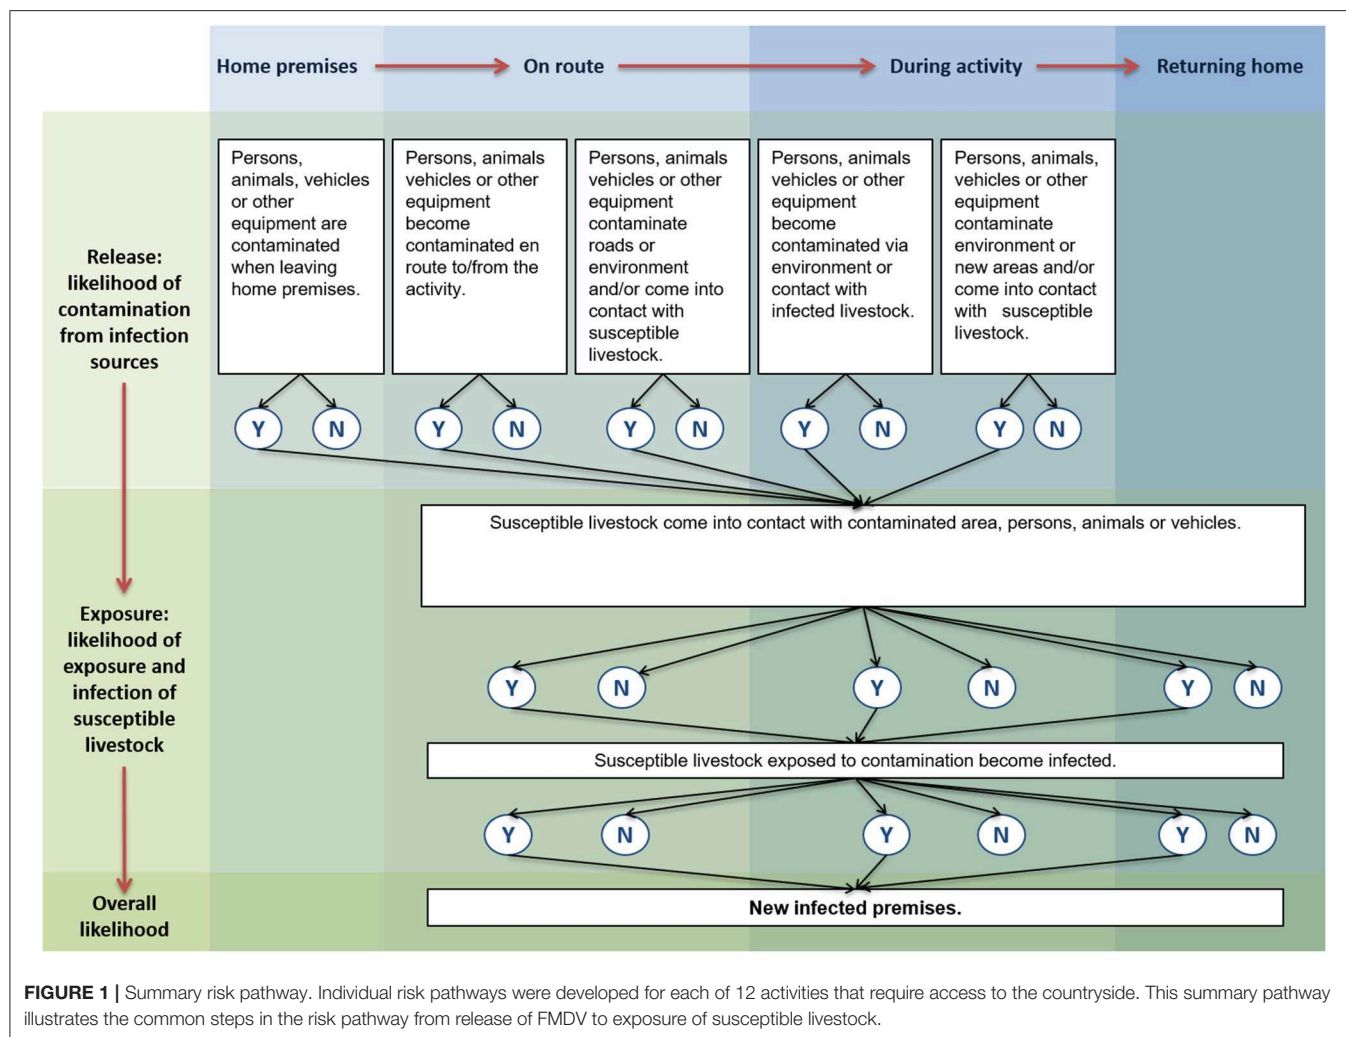 Home premises
On route
During activity
Returning home
Release:
likelihood of
contamination
from infection
sources
Persons,
animals, vehicles
or other
equipment are
contaminated
when leaving
home premises.
Persons, animals
vehicles or other
equipment
become
contaminated en
route to/from the
activity.
Persons, animals
vehicles or other
equipment
contaminate
roads or
environment
and/or come into
contact with
susceptible
livestock.
Persons, animals
vehicles or other
equipment
become
contaminated via
environment or
contact with
infected livestock.
Persons, animals,
vehicles or other
equipment
contaminate
environment or
new areas and/or
come into contact
with susceptible
livestock.
Y N Y N Y N Y N Y N
Exposure:
likelihood of
exposure and
infection of
susceptible
livestock
Susceptible livestock come into contact with contaminated area, persons, animals or vehicles.
Y N Y N Y N
Susceptible livestock exposed to contamination become infected.
Y N Y N Y N
Overall
likelihood
New infected premises.
FIGURE 1 | Summary risk pathway. Individual risk pathways were developed for each of 12 activities that require access to the countryside. This summary pathway
illustrates the common steps in the risk pathway from release of FMDV to exposure of susceptible livestock.